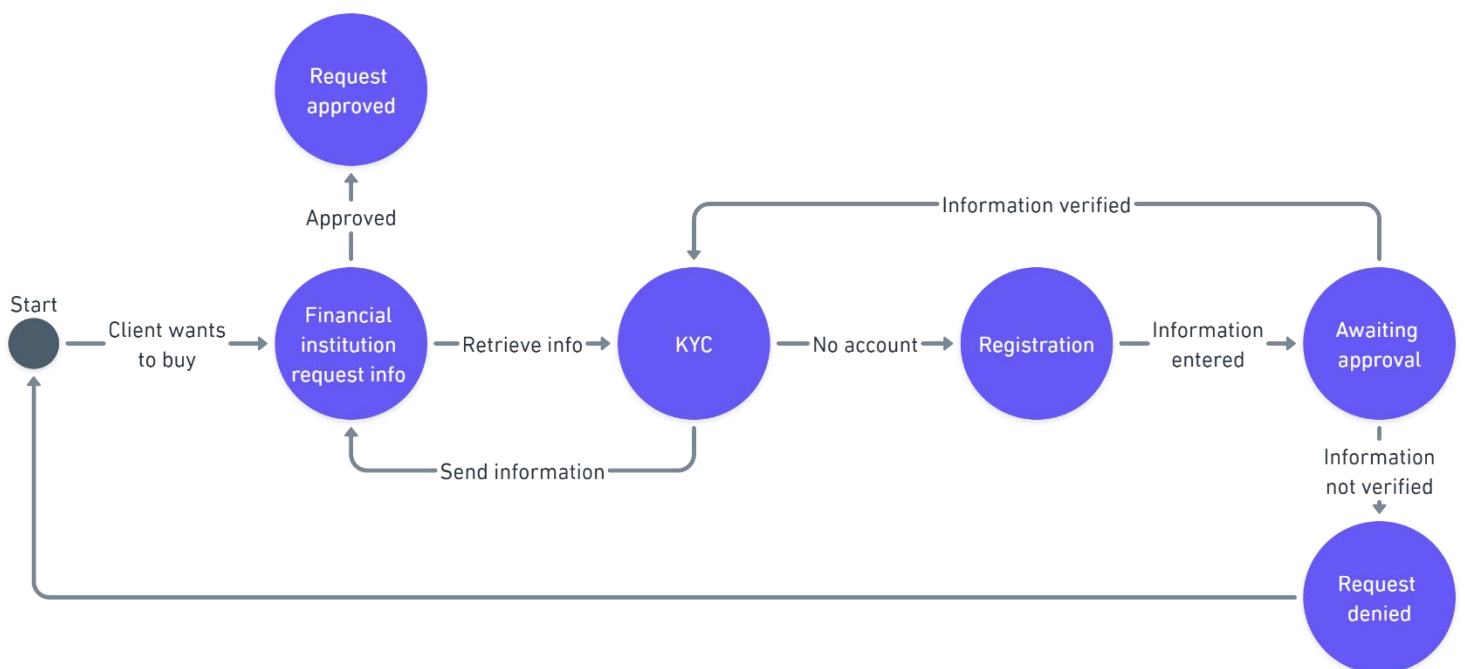 Request
approved
Approved
Information verified
Start
Client wants
to buy
Financial
institution
request info
Retrieve info
KYC
No account
Registration
Information
entered
Awaiting
approval
Send information
Information
not verified
Request
denied